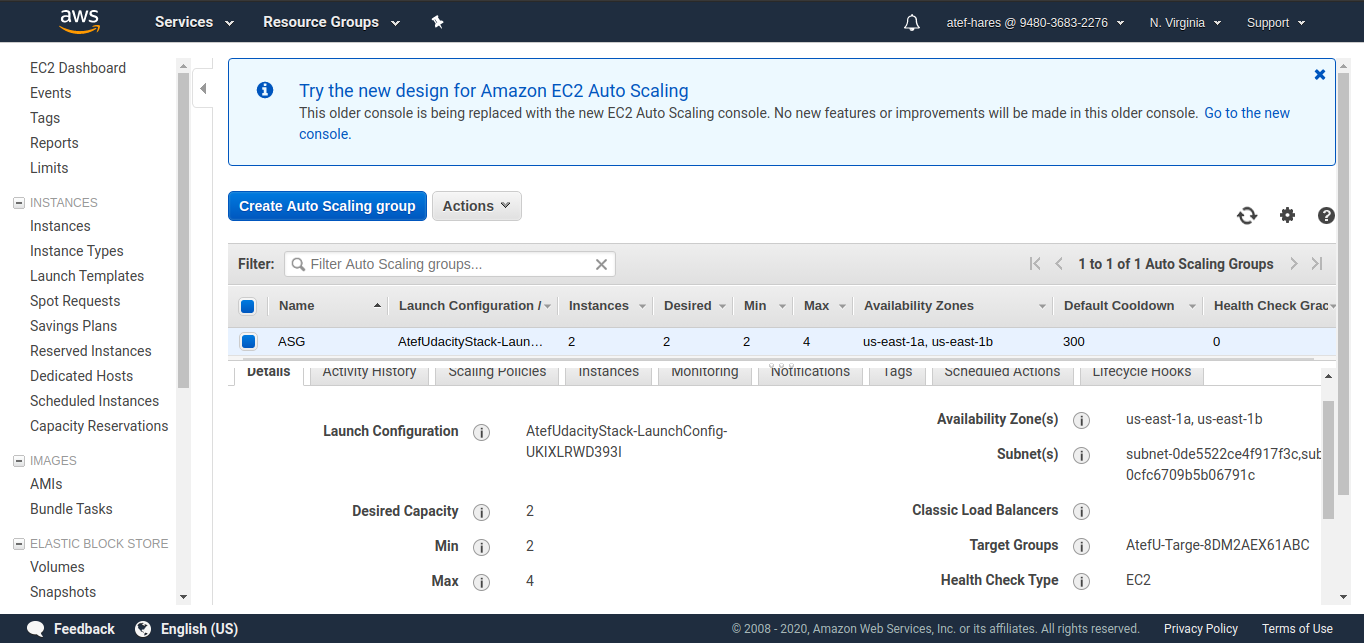 aws
Services
Resource Groups
atef-hares @ 9480-3683-2276
N. Virginia
Support
EC2 Dashboard
Events
Tags
Reports
Limits
INSTANCES
Instances
Instance Types
Launch Templates
Spot Requests
Savings Plans
Reserved Instances
Dedicated Hosts
Scheduled Instances
Capacity Reservations
IMAGES
AMIs
Bundle Tasks
ELASTIC BLOCK STORE
Volumes
Snapshots
Try the new design for Amazon EC2 Auto Scaling
This older console is being replaced with the new EC2 Auto Scaling console. No new features or improvements will be made in this older console. Go to the new
console.
Create Auto Scaling group
Actions
Filter: Filter Auto Scaling groups...
1 to 1 of 1 Auto Scaling Groups
Name Launch Configuration / Instances Desired Min Max Availability Zones Default Cooldown Health Check Grac
ASG AtefUdacityStack-Laun... 2 2 2 4 us-east-1a, us-east-1b 300 0
Details Activity History Scaling Policies Instances Monitoring Notifications Tags Scheduled Actions Lifecycle Hooks
Launch Configuration AtefUdacityStack-LaunchConfig-
UKIXLRWD393I
Desired Capacity 2
Min 2
Max 4
Availability Zone(s) us-east-1a, us-east-1b
Subnet(s) subnet-0de5522ce4f917f3c,sub
0cfc6709b5b06791c
Classic Load Balancers
Target Groups AtefU-Targe-8DM2AEX61ABC
Health Check Type EC2
Feedback
English (US)
© 2008 - 2020, Amazon Web Services, Inc. or its affiliates. All rights reserved.
Privacy Policy
Terms of Use